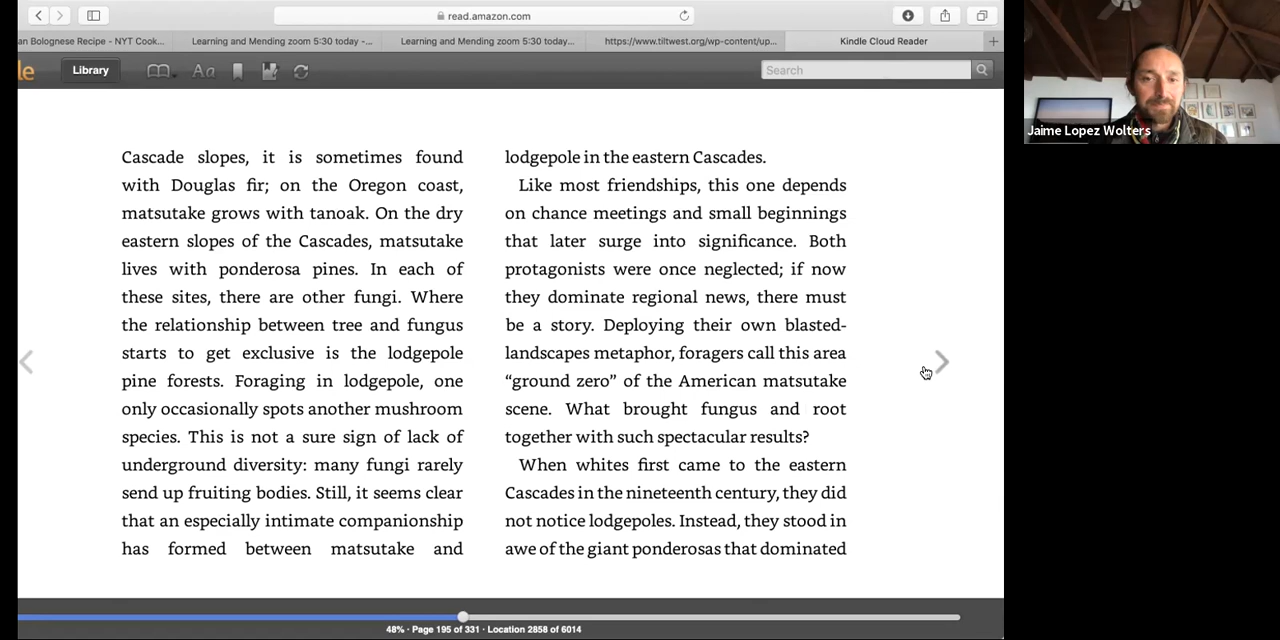 read.amazon.com
an Bolognese Recipe - NYT Cook...
Learning and Mending zoom 5:30 today -...
Learning and Mending zoom 5:30 today...
https://www.tiltwest.org/wp-content/up...
Kindle Cloud Reader
le
Library
Aa
Search
Jaime Lopez Wolters
Cascade slopes, it is sometimes found
with Douglas fir; on the Oregon coast,
matsutake grows with tanoak. On the dry
eastern slopes of the Cascades, matsutake
lives with ponderosa pines. In each of
these sites, there are other fungi. Where
the relationship between tree and fungus
starts to get exclusive is the lodgepole
pine forests. Foraging in lodgepole, one
only occasionally spots another mushroom
species. This is not a sure sign of lack of
underground diversity: many fungi rarely
send up fruiting bodies. Still, it seems clear
that an especially intimate companionship
has formed between matsutake and
lodgepole in the eastern Cascades.
Like most friendships, this one depends
on chance meetings and small beginnings
that later surge into significance. Both
protagonists were once neglected; if now
they dominate regional news, there must
be a story. Deploying their own blasted-
landscapes metaphor, foragers call this area
“ground zero” of the American matsutake
scene. What brought fungus and root
together with such spectacular results?
When whites first came to the eastern
Cascades in the nineteenth century, they did
not notice lodgepoles. Instead, they stood in
awe of the giant ponderosas that dominated
48% · Page 195 of 331 · Location 2858 of 6014